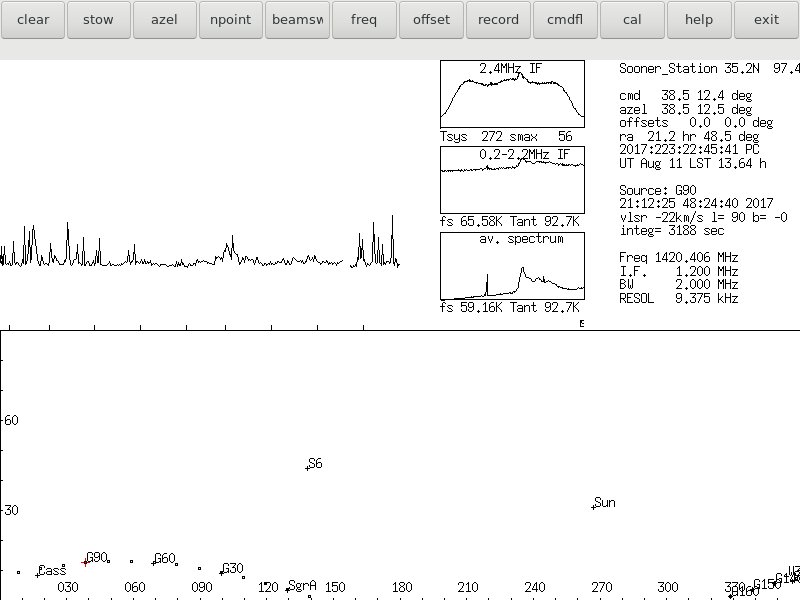 clear stow azel npoint beamsw freq offset record cmdfl cal help exit
2.4MHz IF
Tsys 272 smax 56
0.2-2.2MHz IF
fs 65.58K Tant 92.7K
av. spectrum
fs 59.16K Tant 92.7K
Sooner_Station 35.2N 97.4
cmd 38.5 12.4 deg
azel 38.5 12.5 deg
offsets 0.0 0.0 deg
ra 21.2 hr 48.5 deg
2017:223:22:45:41 PC
UT Aug 11 LST 13.64 h
Source: G90
21:12:25 48:24:40 2017
vlsr -22km/s l= 90 b= -0
integ= 3188 sec
Freq 1420.406 MHz
I.F. 1.200 MHz
BW 2.000 MHz
RESOL 9.375 kHz
60
S6
30
Sun
Cass G90 G60 G30 SgrA
030 060 090 120 150 180 210 240 270 300 330
G160 G150